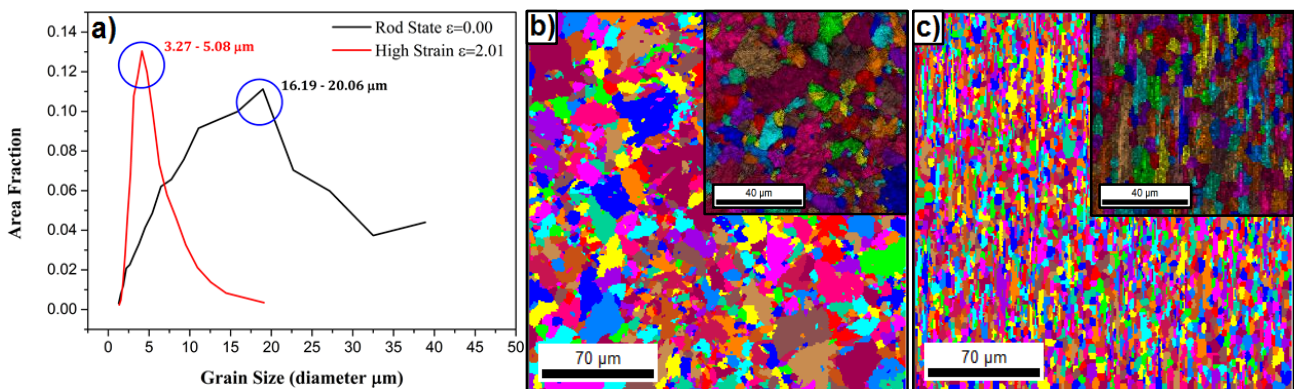 a)
Rod State ε=0.00
High Strain ε=2.01
3.27 - 5.08 μm
16.19 - 20.06 μm
0.14
0.12
0.10
0.08
0.06
0.04
0.02
0.00
Area Fraction
0 5 10 15 20 25 30 35 40 45 50
Grain Size (diameter μm)
b)
40 μm
70 μm
c)
40 μm
70 μm